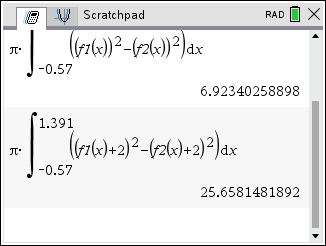 Scratchpad RAD
π·∫ ((f1(x))²−(f2(x))²)dx
−0.57
6.92340258898
1.391
π·∫ ((f1(x)+2)²−(f2(x)+2)²)dx
−0.57
25.6581481892